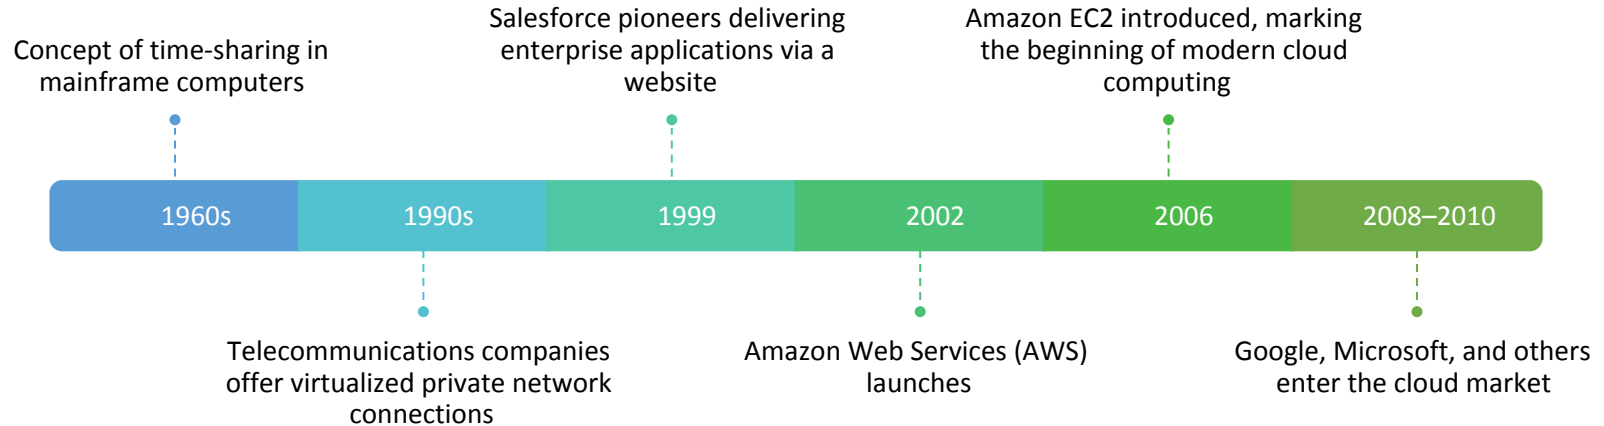 Concept of time-sharing in
mainframe computers
Salesforce pioneers delivering
enterprise applications via a
website
Amazon EC2 introduced, marking
the beginning of modern cloud
computing
1960s
1990s
1999
2002
2006
2008–2010
Telecommunications companies
offer virtualized private network
connections
Amazon Web Services (AWS)
launches
Google, Microsoft, and others
enter the cloud market